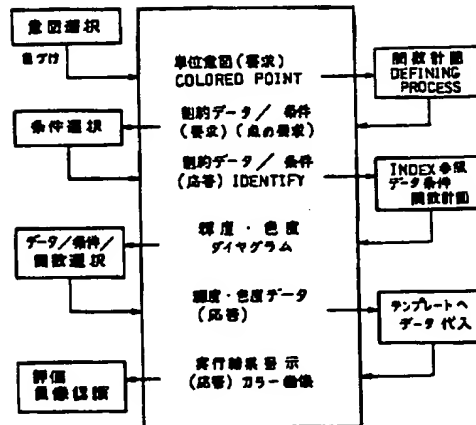 意図選択
色づけ
単位意図(要求)
COLORED POINT
関数計画
DEFINING
PROCESS
条件選択
制約データ/ 条件
(要求)(点の要求)
制約データ/ 条件
(応答) IDENTIFY
INDEX参照
データ条件
関数計画
データ/条件/
関数選択
輝度・色度
ダイヤグラム
輝度・色度データ
(応答)
テンプレートへ
データ代入
評価
画像認識
実行結果表示
(応答) カラー画像